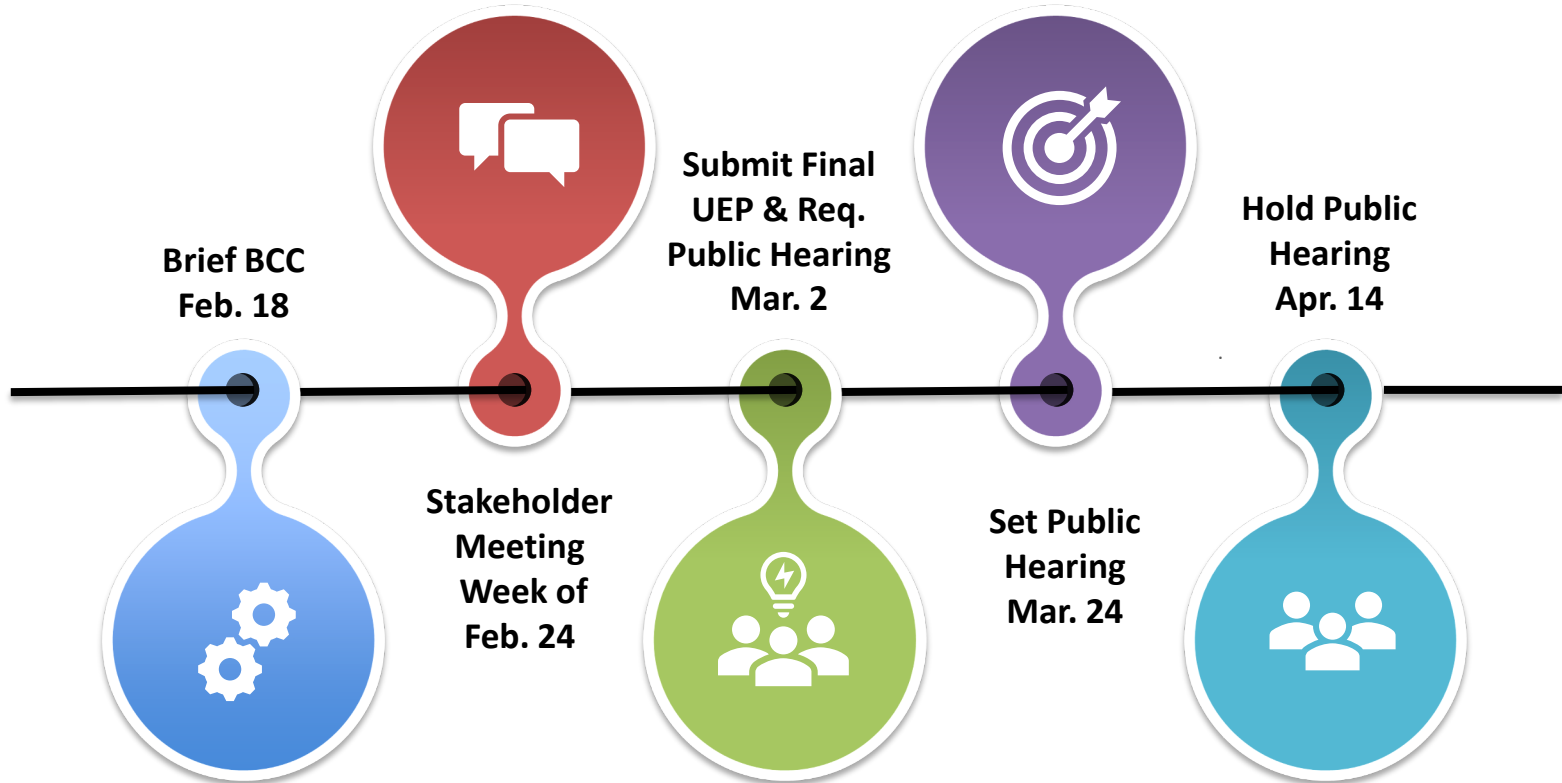 Brief BCC
Feb. 18
Stakeholder
Meeting
Week of
Feb. 24
Submit Final
UEP & Req.
Public Hearing
Mar. 2
Set Public
Hearing
Mar. 24
Hold Public
Hearing
Apr. 14